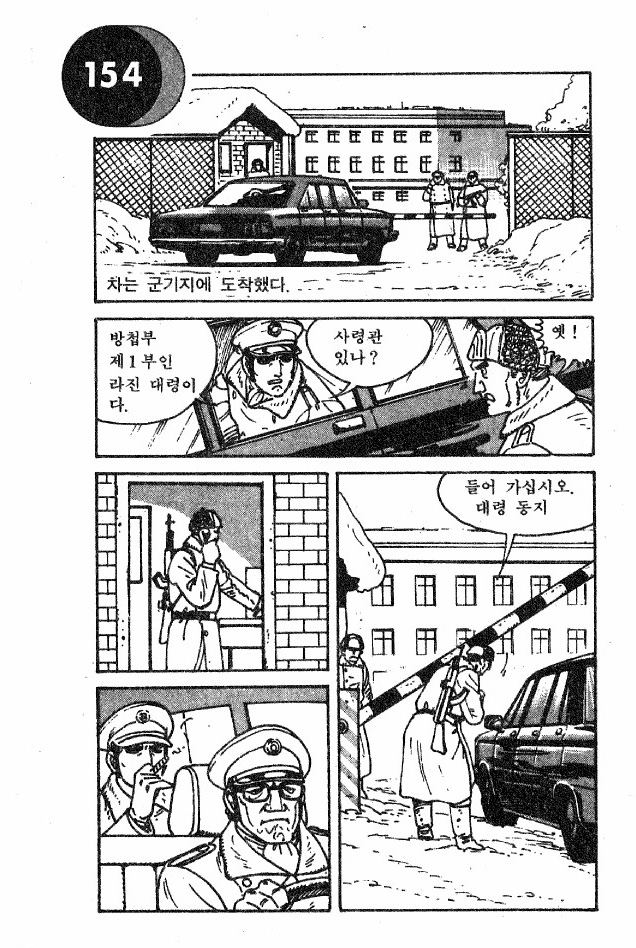 154
차는 군기지에 도착했다.
방첩부
제1부인
라진 대령이
다.
사령관
있나?
옛!
들어 가십시오.
대령 동지